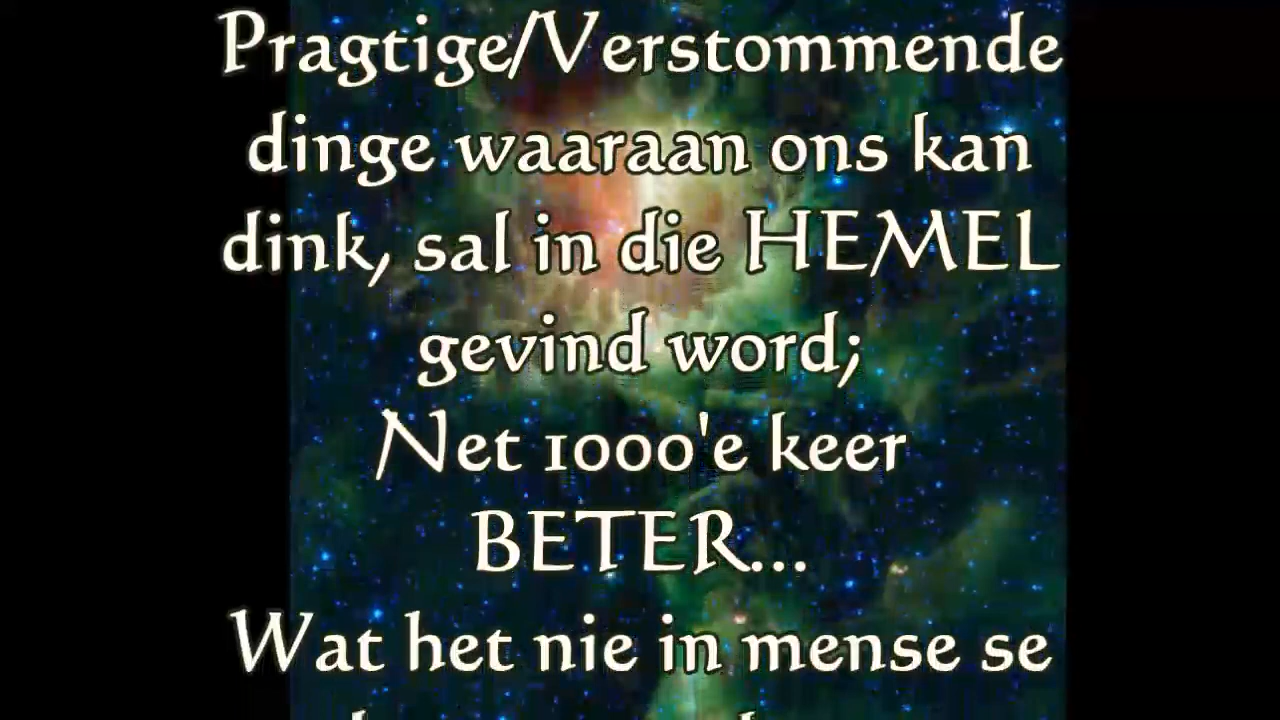 Pragtige/Verstommende
dinge waaraan ons kan
dink, sal in die HEMEL
gevind word;
Net 1000'e keer
BETER...
Wat het nie in mense se